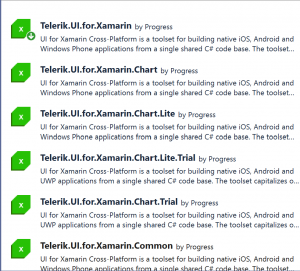 Telerik.UI.for.Xamarin by Progress
UI for Xamarin Cross-Platform is a toolset for building native iOS, Android and
Windows Phone applications from a single shared C# code base. The toolset...
Telerik.UI.for.Xamarin.Chart by Progress
UI for Xamarin Cross-Platform is a toolset for building native iOS, Android and
Windows Phone applications from a single shared C# code base. The toolset...
Telerik.UI.for.Xamarin.Chart.Lite by Progress
UI for Xamarin Cross-Platform is a toolset for building native iOS, Android and
Windows Phone applications from a single shared C# code base. The toolset...
Telerik.UI.for.Xamarin.Chart.Lite.Trial by Progress
UI for Xamarin Cross-Platform is a toolset for building native iOS, Android and
UWP applications from a single shared C# code base. The toolset capitalizes o...
Telerik.UI.for.Xamarin.Chart.Trial by Progress
UI for Xamarin Cross-Platform is a toolset for building native iOS, Android and
UWP applications from a single shared C# code base. The toolset capitalizes o...
Telerik.UI.for.Xamarin.Common by Progress
UI for Xamarin Cross-Platform is a toolset for building native iOS, Android and
Windows Phone applications from a single shared C# code base. The toolset...